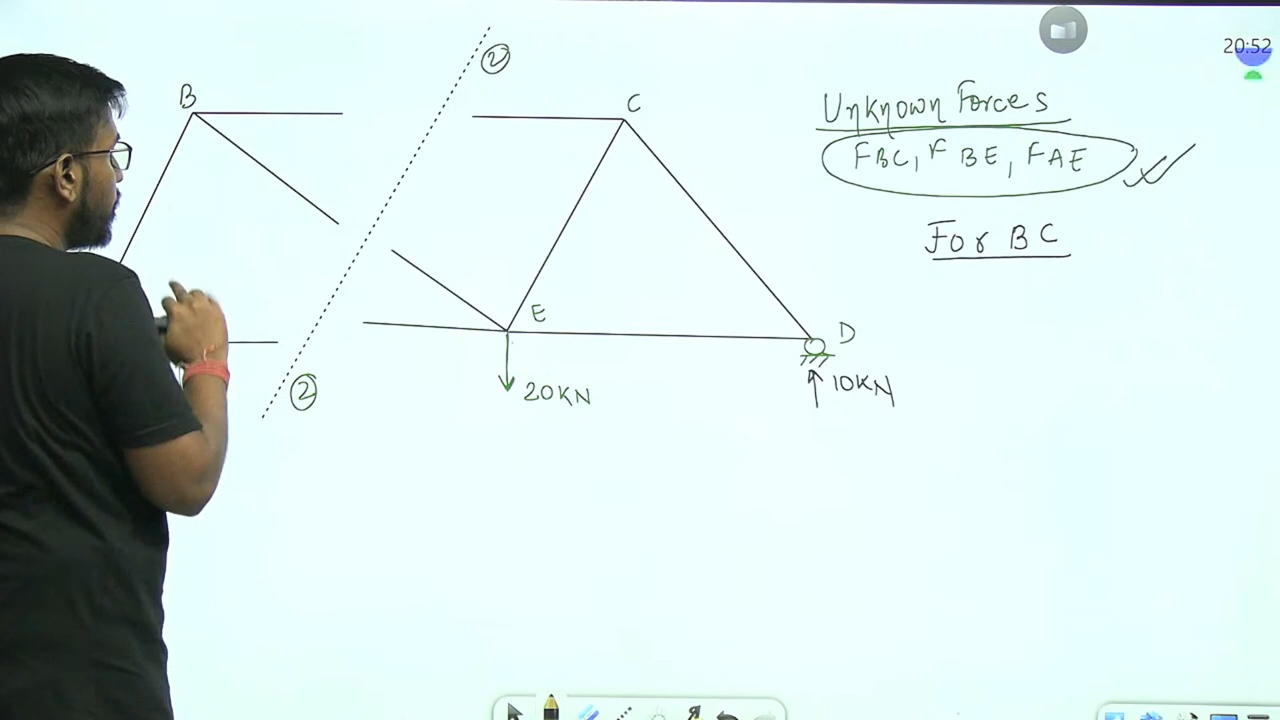 20:52
②
B
C
Unknown Forces
FBC, FBE, FAE
For BC
E
D
20KN
10KN
②